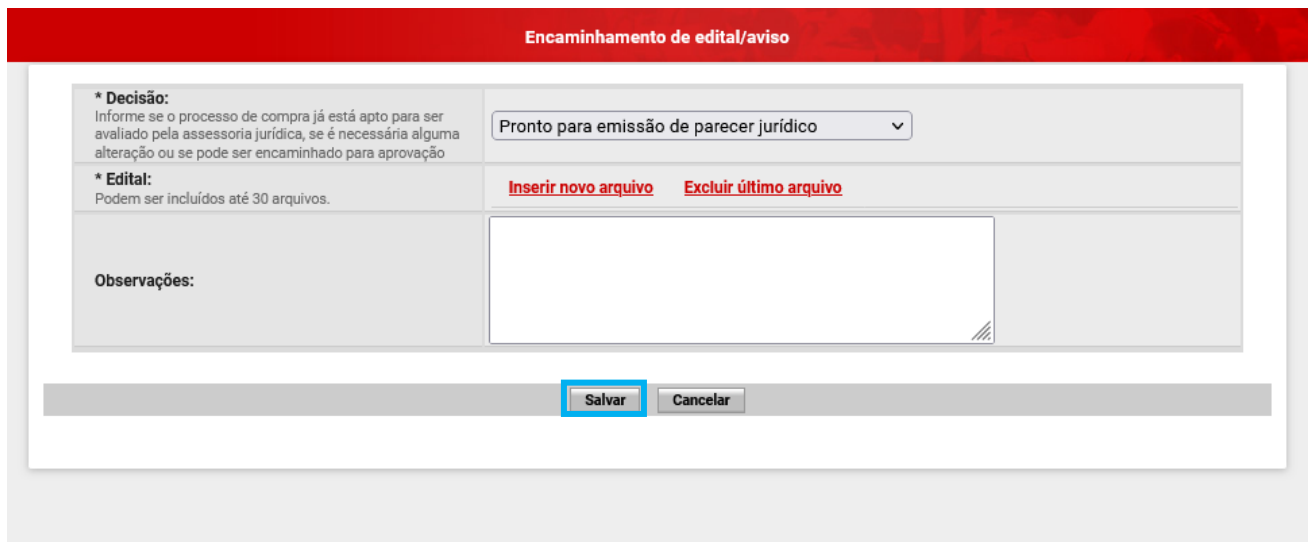 Encaminhamento de edital/aviso
* Decisão:
Informe se o processo de compra já está apto para ser
avaliado pela assessoria jurídica, se é necessária alguma
alteração ou se pode ser encaminhado para aprovação
Pronto para emissão de parecer jurídico
* Edital:
Podem ser incluídos até 30 arquivos.
Inserir novo arquivo Excluir último arquivo
Observações:
Salvar Cancelar